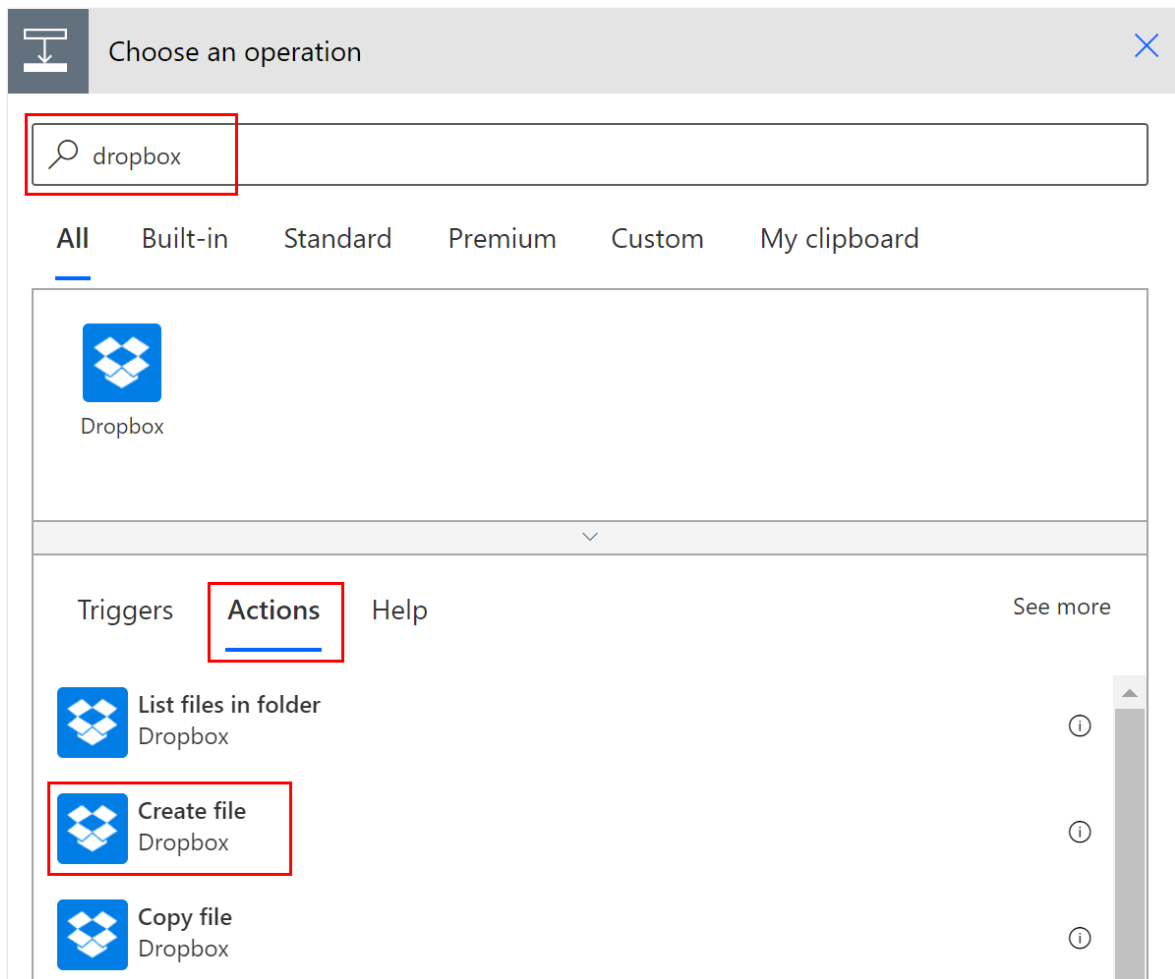 Choose an operation
dropbox
All Built-in Standard Premium Custom My clipboard
Dropbox
Triggers Actions Help See more
List files in folder
Dropbox
Create file
Dropbox
Copy file
Dropbox